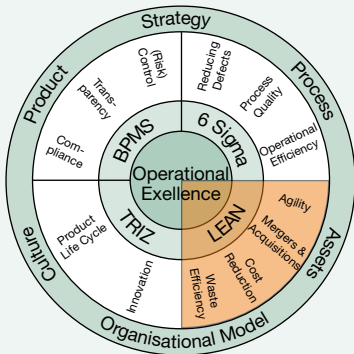 Strategy
Product
Process
Culture
Assets
Organisational Model
(Risk)
Control
Trans-
parency
Com-
pliance
Reducing
Defects
Process
Quality
Operational
Efficiency
BPMS
6 Sigma
Operational
Exellence
TRIZ
LEAN
Product
Life Cycle
Innovation
Agility
Mergers &
Acquisitions
Cost
Reduction
Waste
Efficiency